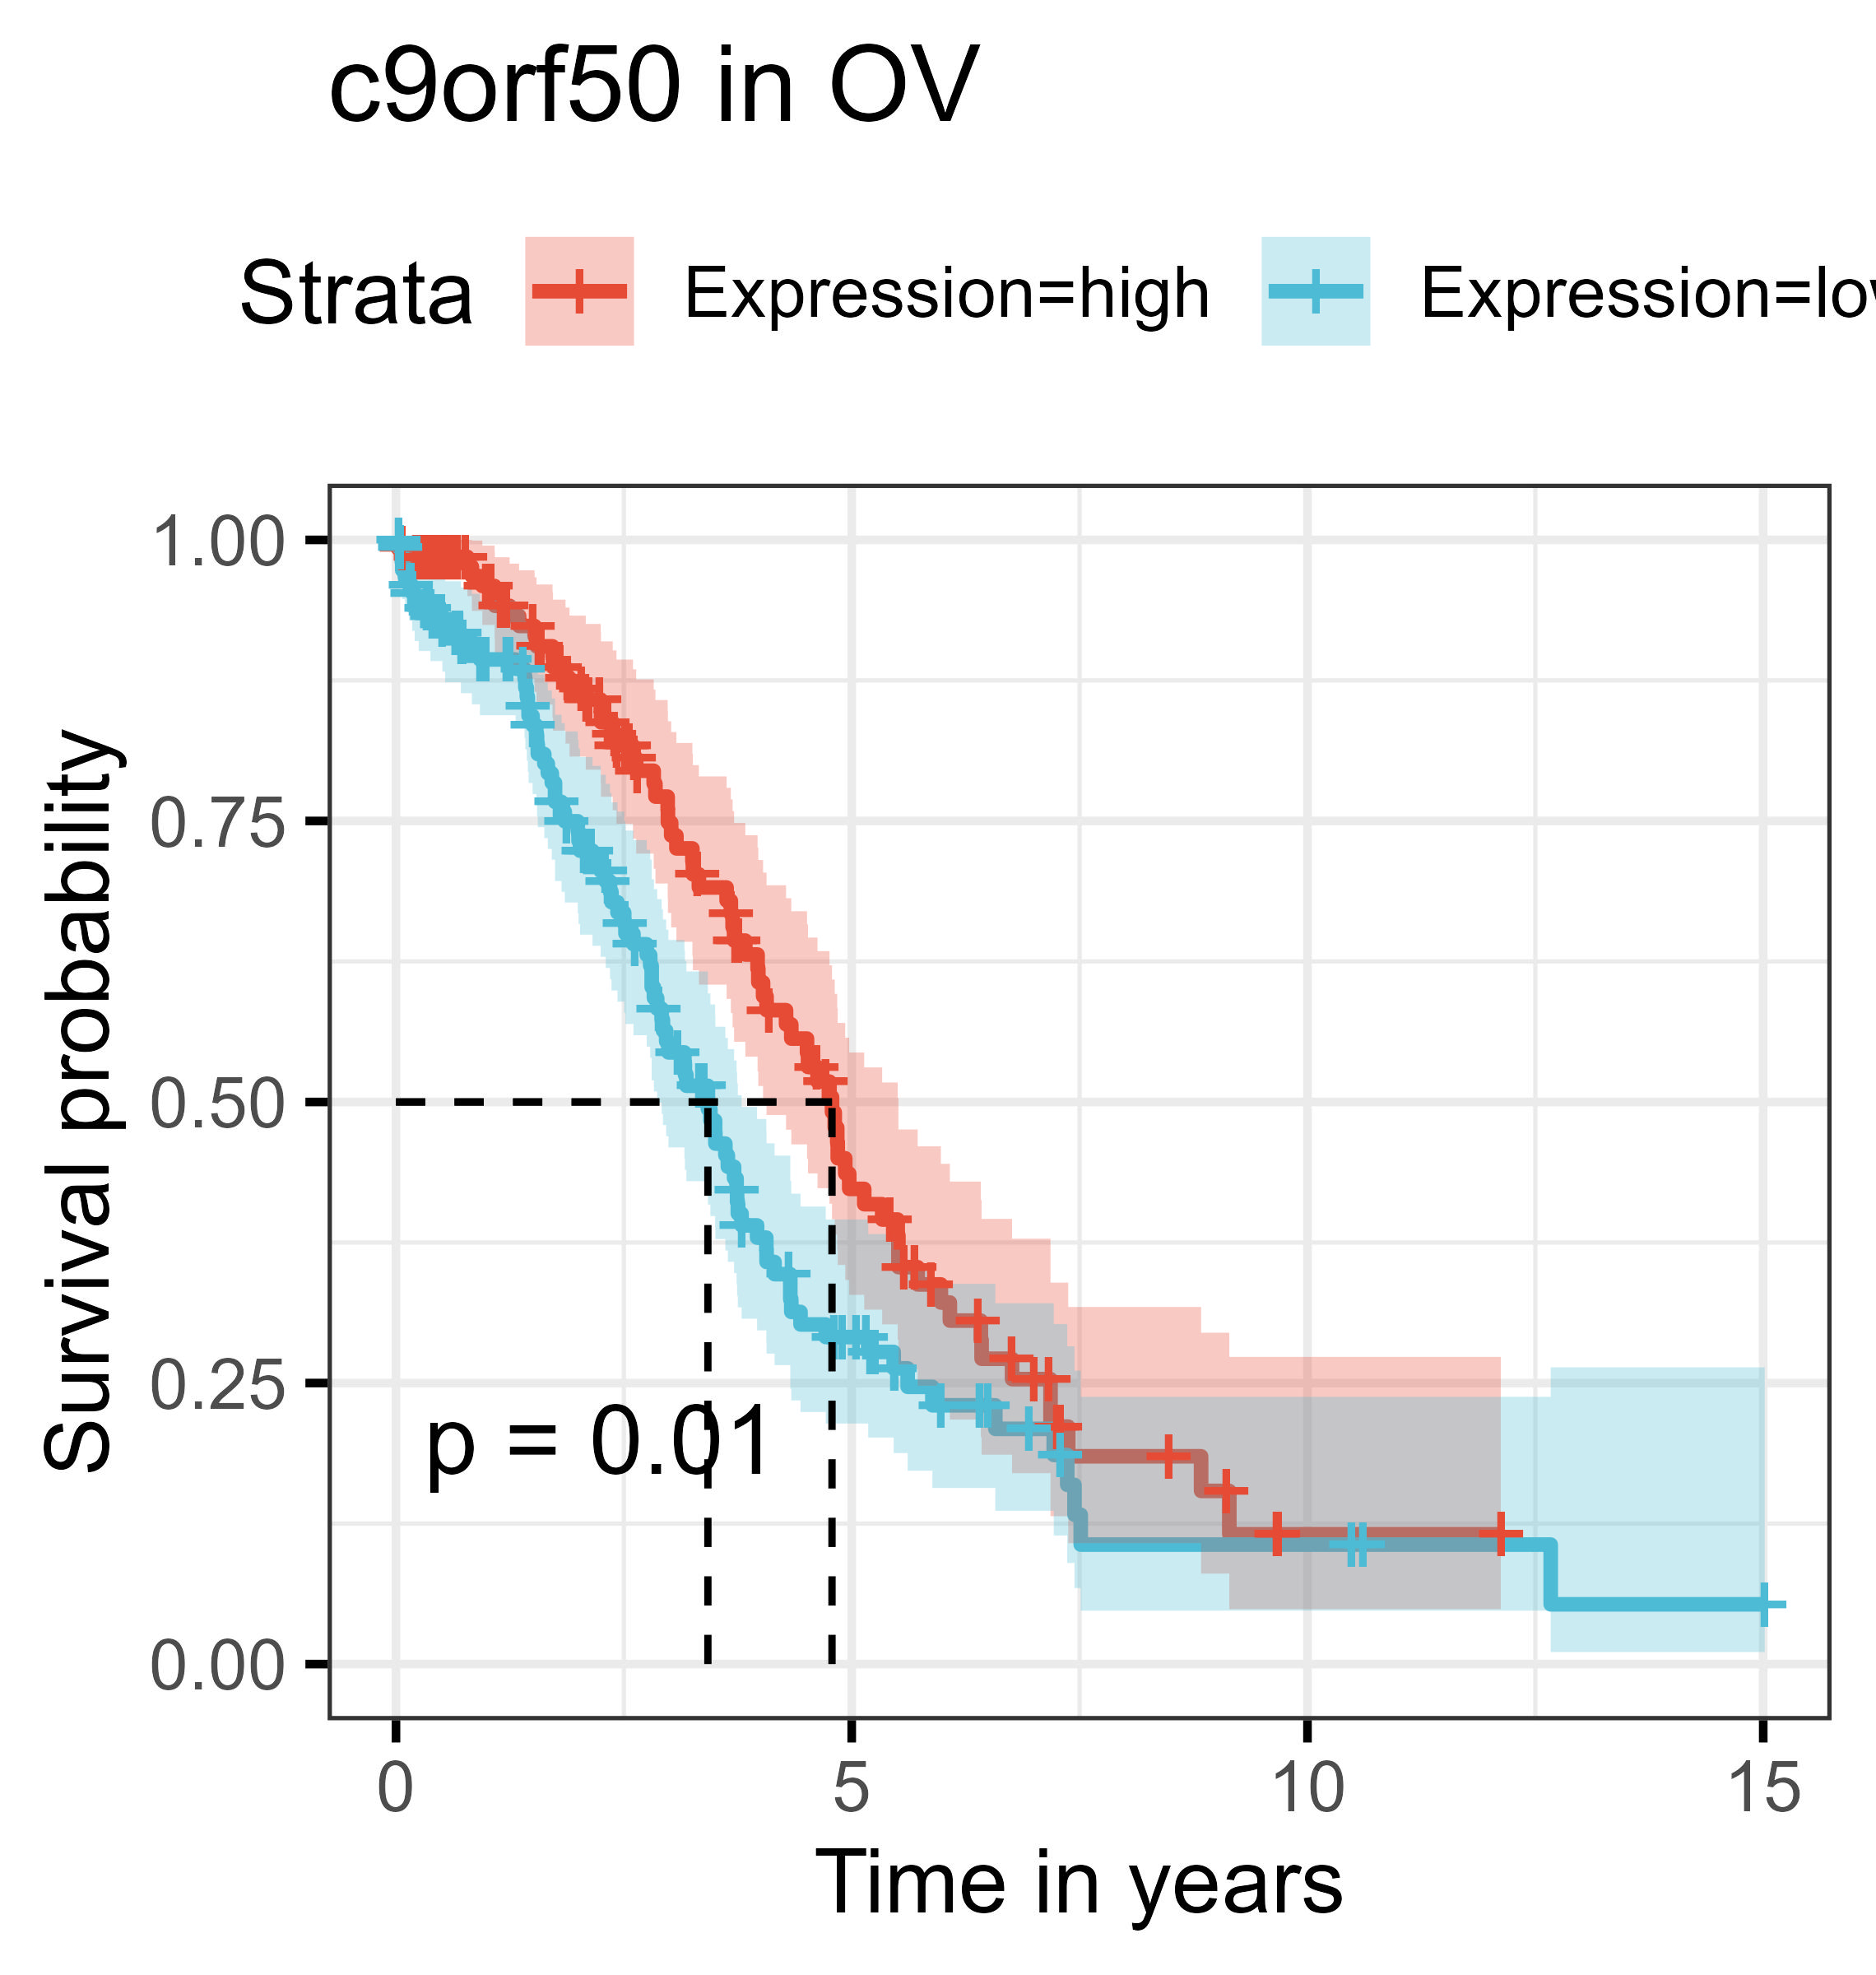 c9orf50 in OV
Strata Expression=high Expression=lo
1.00
0.75
0.50
0.25
0.00
Survival probability
p = 0.01
0 5 10 15
Time in years